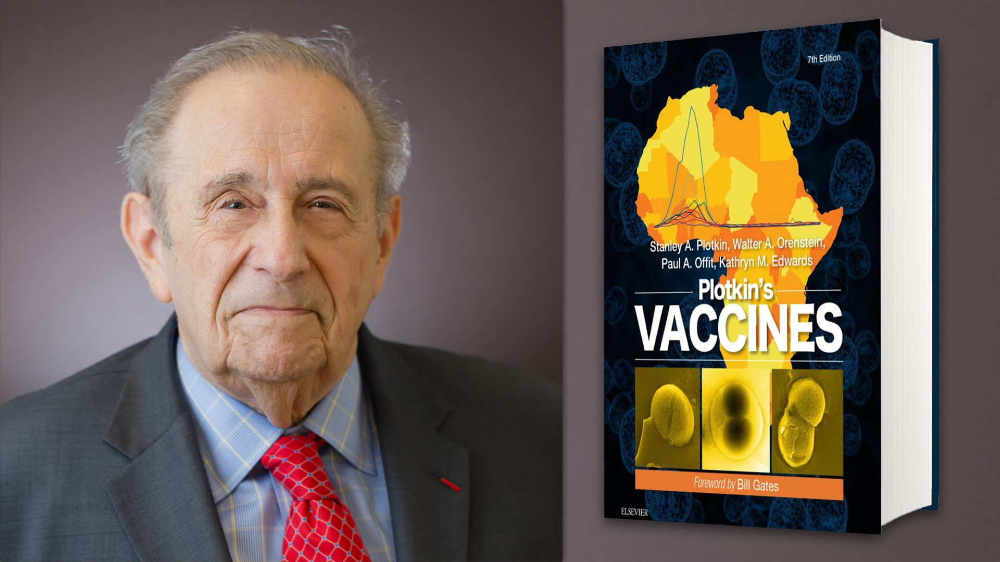 7th Edition
Stanley A. Plotkin, Walter A. Orenstein,
Paul A. Offit, Kathryn M. Edwards
Plotkin's
VACCINES
Foreword by Bill Gates
ELSEVIER